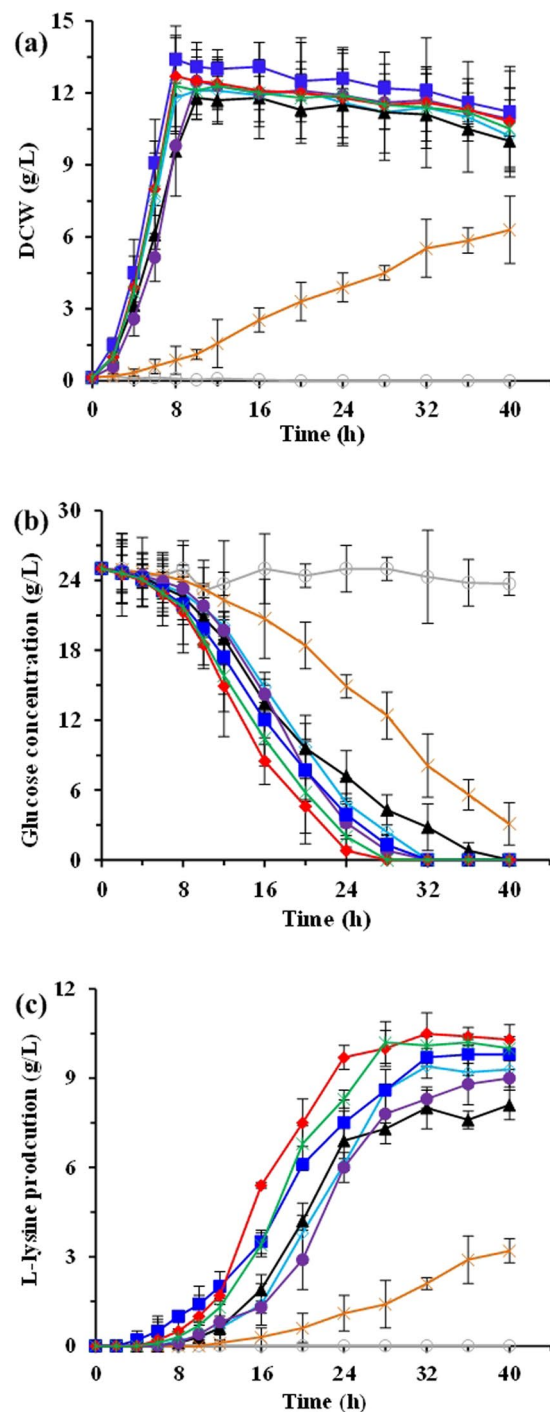 (a)
15
12
9
6
3
0
DCW (g/L)
0 8 16 24 32 40
Time (h)
(b)
30
24
18
12
6
0
Glucose concentration (g/L)
0 8 16 24 32 40
Time (h)
(c)
12
9
6
3
0
L-lysine prodcution (g/L)
0 8 16 24 32 40
Time (h)